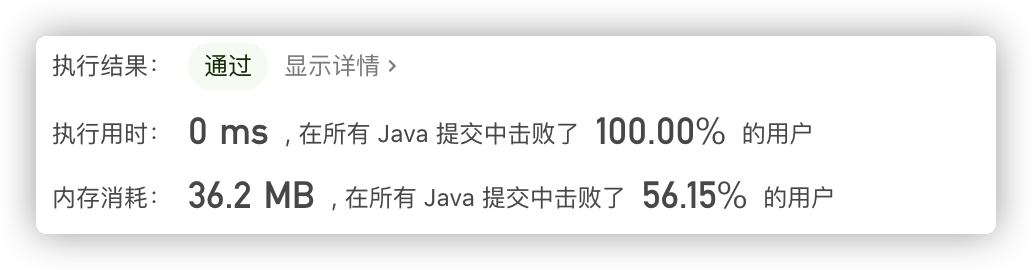 执行结果： 通过 显示详情 >
执行用时： 0 ms , 在所有 Java 提交中击败了 100.00% 的用户
内存消耗： 36.2 MB , 在所有 Java 提交中击败了 56.15% 的用户